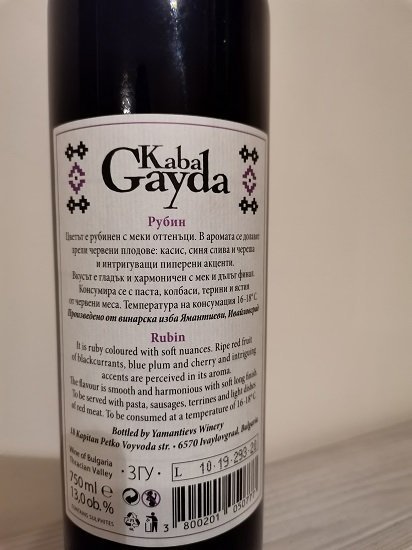 Kaba
Gayda
Рубин
Цветът е рубинен с меки оттенъци. В аромата се долавят
зрели червени плодове: касис, синя слива и череша
и интригуващи пиперени акценти.
Вкусът е гладък и хармоничен с мек и дълъг финал.
Консумира се с паста, колбаси, терини и ястия
от червени меса. Температура на консумация 16-18° С.
Произведено от винарска изба Ямантиеви, Ивайловград
Rubin
It is ruby coloured with soft nuances. Ripe red fruit
of blackcurrants, blue plum and cherry and intriguing
accents are perceived in its aroma.
The flavour is smooth and harmonious with soft long finish.
To be served with pasta, sausages, terrines and light dishes
of red meat. To be consumed at a temperature of 16-18° C.
Bottled by Yamantievs Winery
18 Kapitan Petko Voyvoda str. • 6570 Ivaylovgrad, Bulgaria
Wine of Bulgaria
Thracian Valley
750 ml e
13,0 об. %
CONTAINS SULPHITES
• ЗГУ •
L 10-19-293-20
3 800201